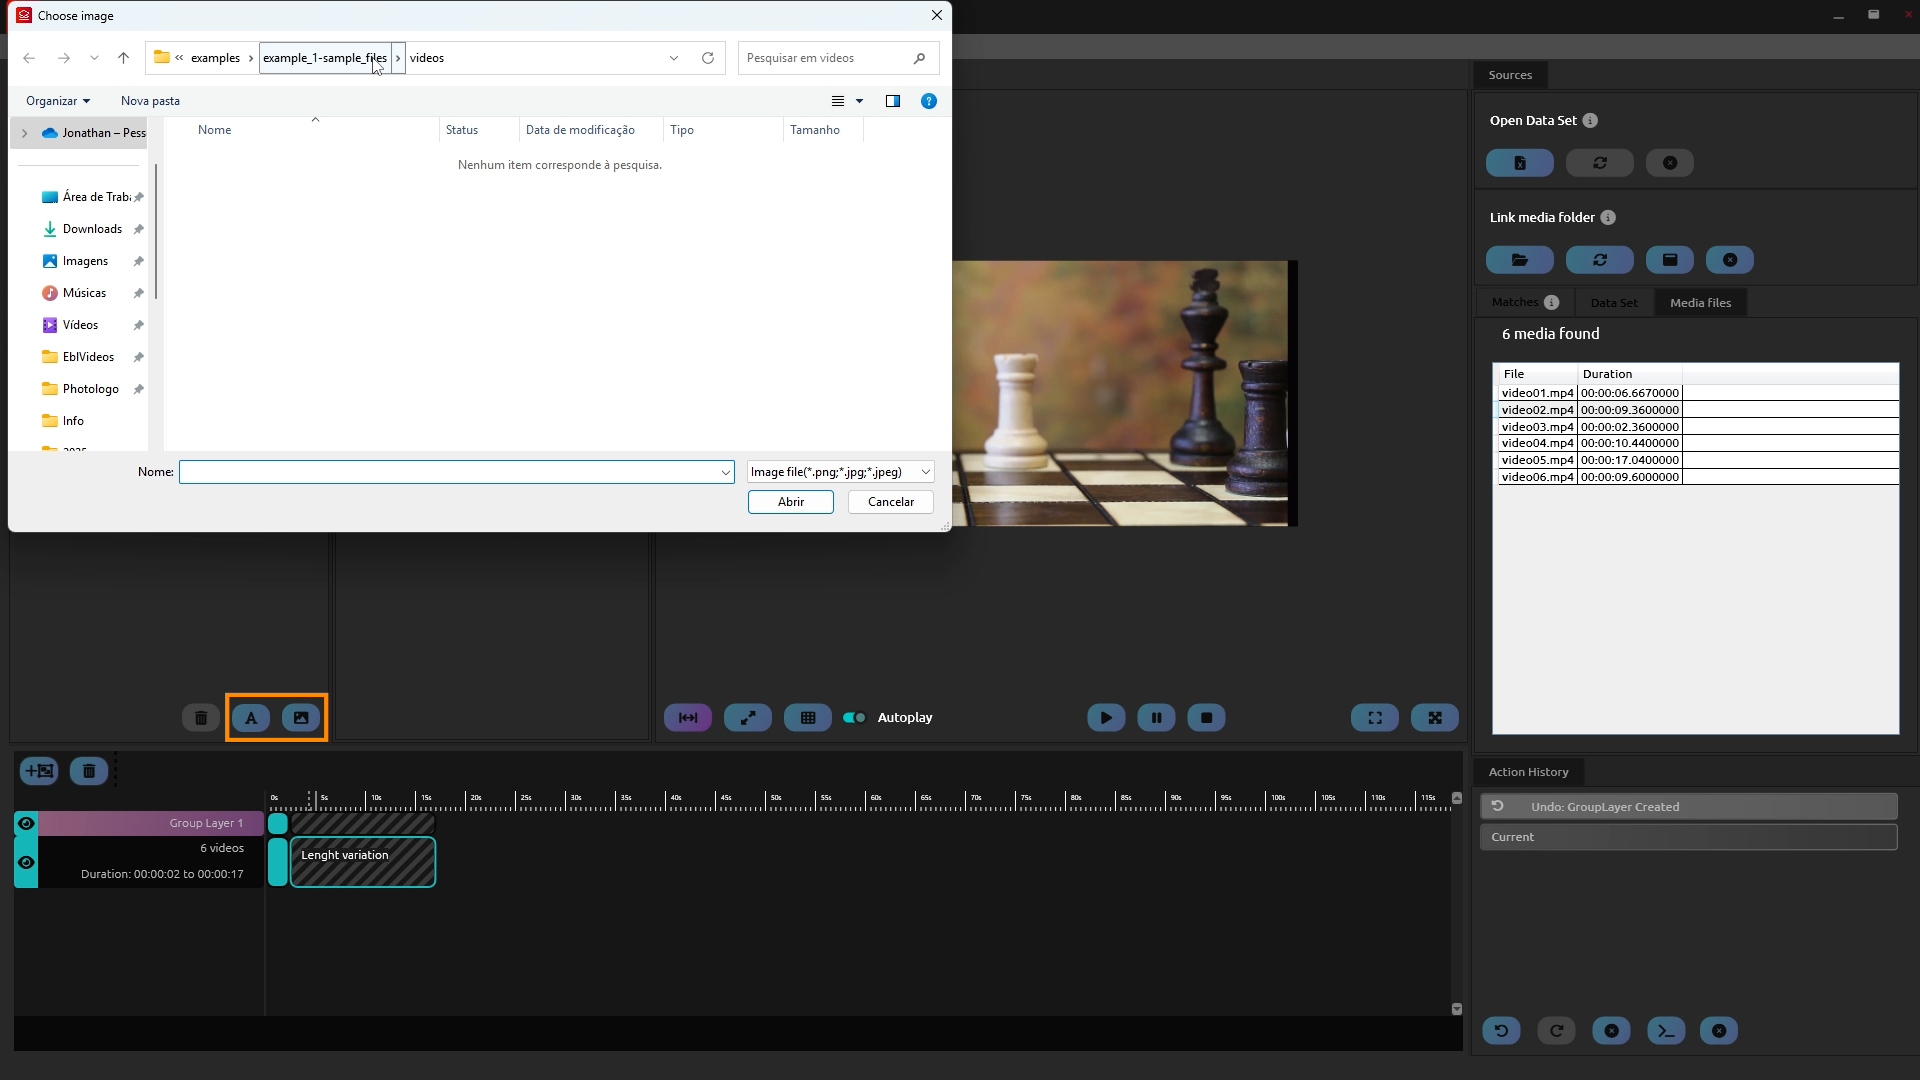 Choose image
« examples › example_1-sample_files › videos
Pesquisar em videos
Organizar
Nova pasta
Jonathan – Pess
Nome
Status
Data de modificação
Tipo
Tamanho
Nenhum item corresponde à pesquisa.
Área de Trab
Downloads
Imagens
Músicas
Vídeos
EblVideos
Photologo
Info
Nome:
Image file(*.png;*.jpg;*.jpeg)
Abrir
Cancelar
Sources
Open Data Set
Link media folder
Matches
Data Set
Media files
6 media found
File Duration
video01.mp4 00:00:06.6670000
video02.mp4 00:00:09.3600000
video03.mp4 00:00:02.3600000
video04.mp4 00:00:10.4400000
video05.mp4 00:00:17.0400000
video06.mp4 00:00:09.6000000
A
Autoplay
0s 5s 10s 15s 20s 25s 30s 35s 40s 45s 50s 55s 60s 65s 70s 75s 80s 85s 90s 95s 100s 105s 110s 115s
Group Layer 1
6 videos
Duration: 00:00:02 to 00:00:17
Lenght variation
Action History
Undo: GroupLayer Created
Current